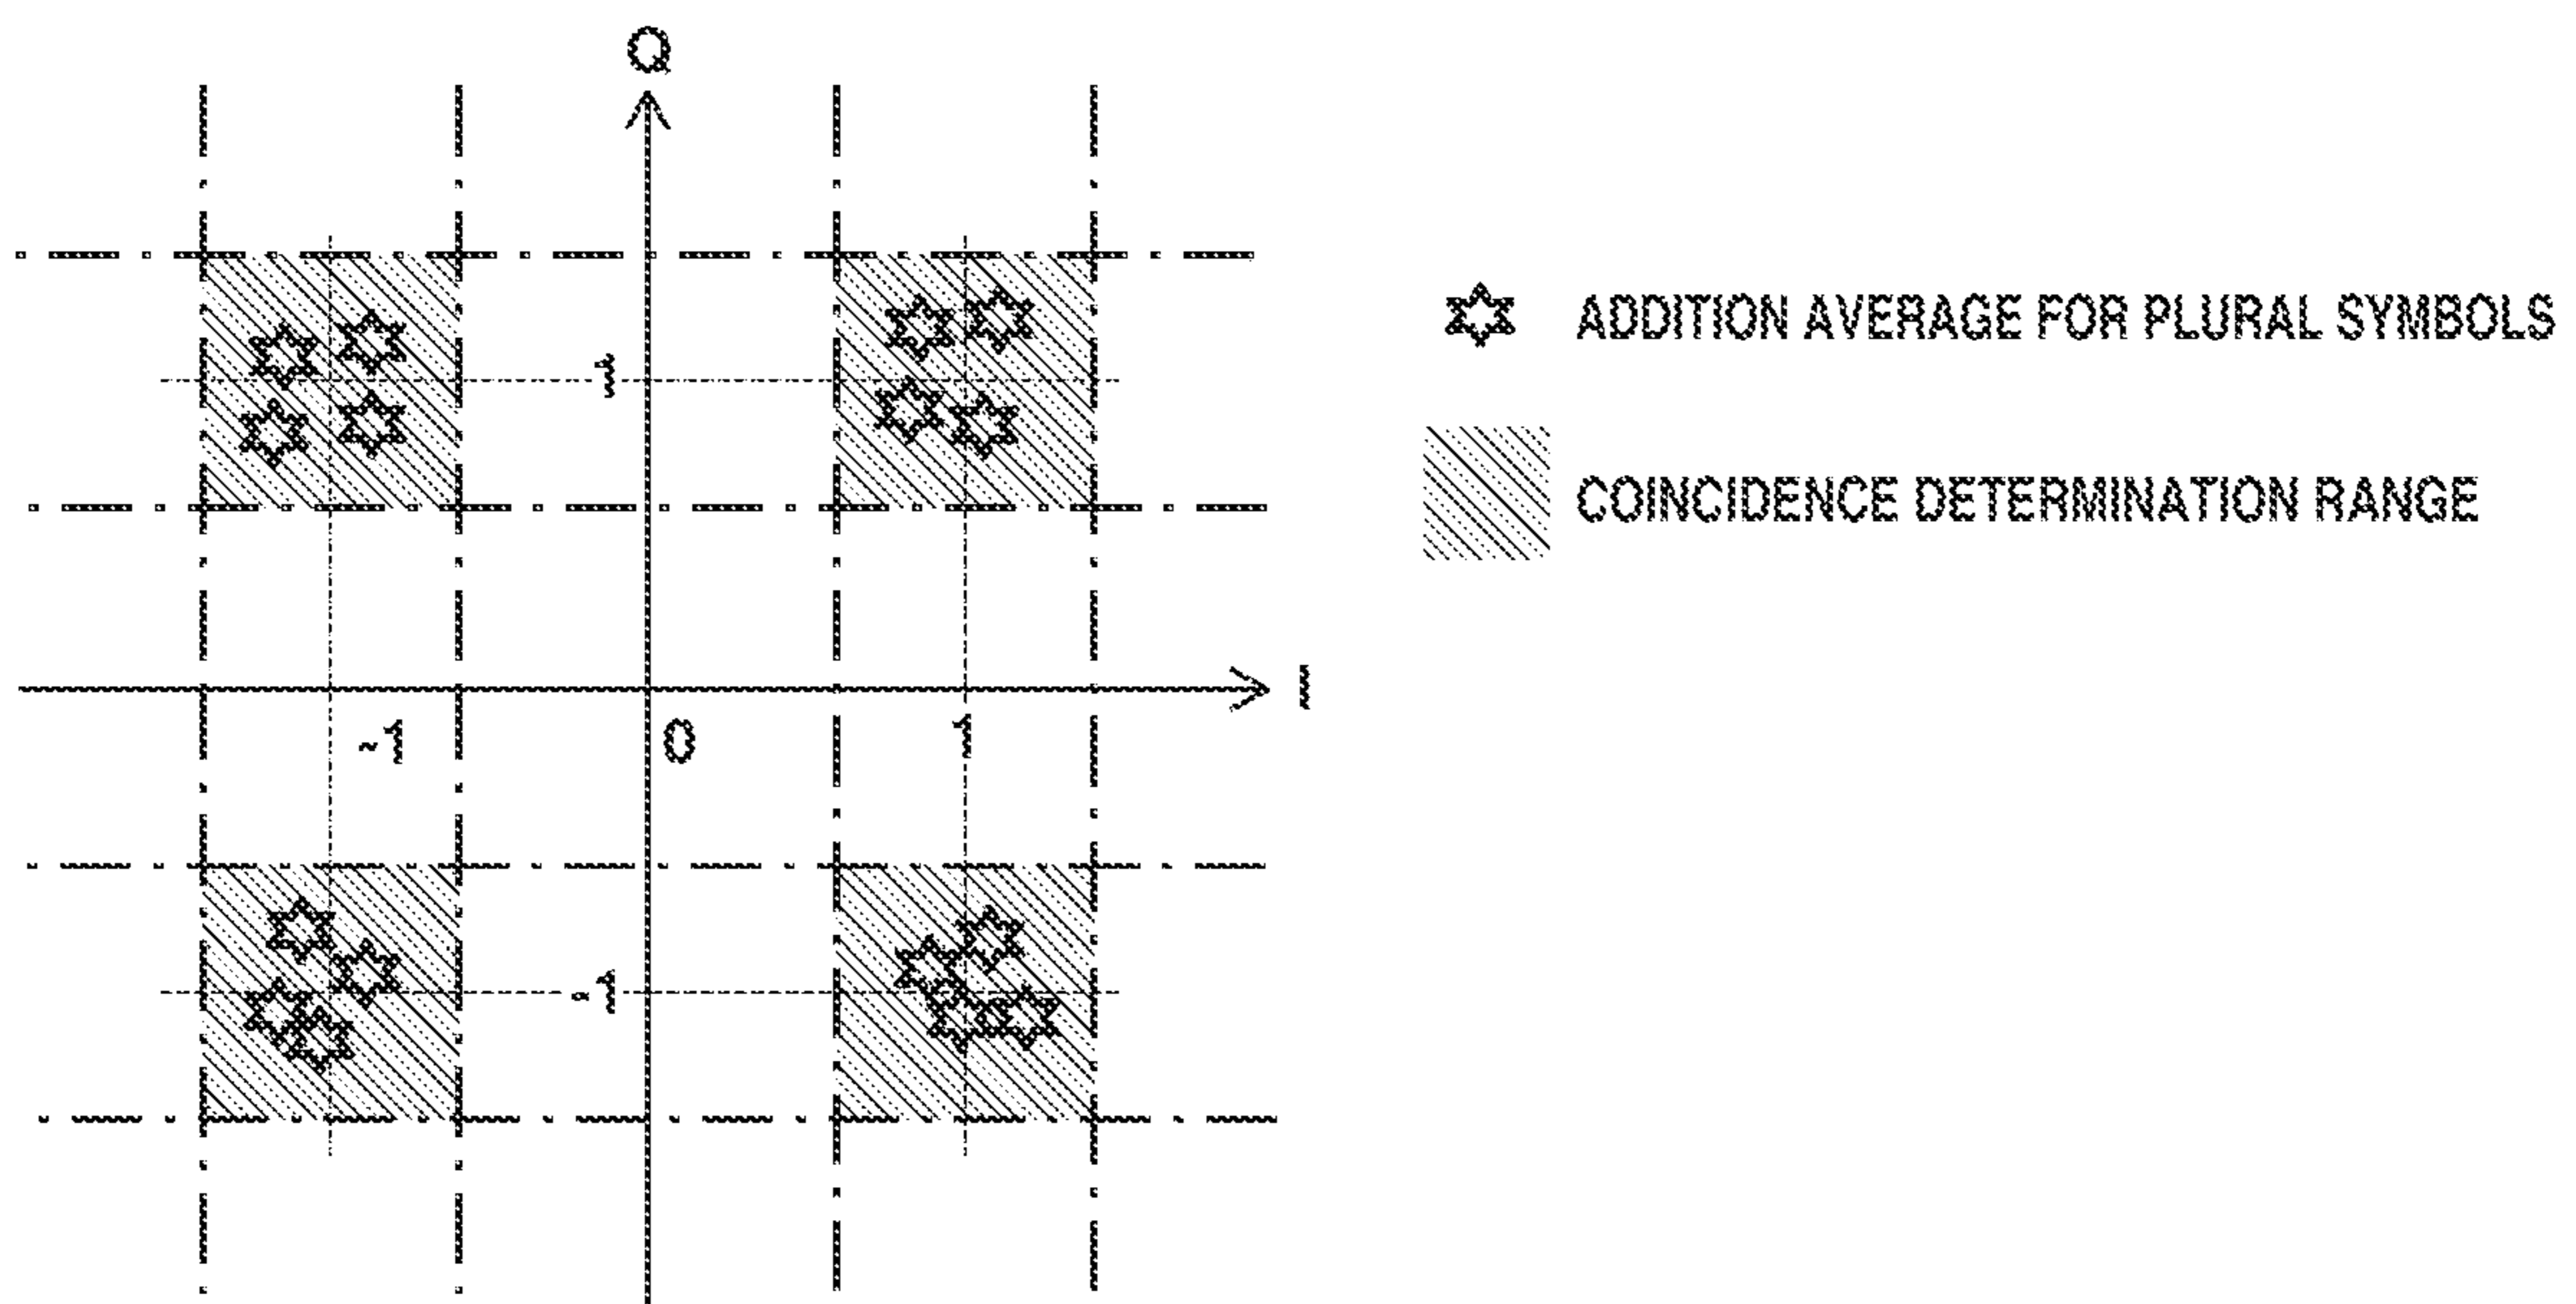 Q
ADDITION AVERAGE FOR PLURAL SYMBOLS
1
COINCIDENCE DETERMINATION RANGE
I
-1 0 1
-1